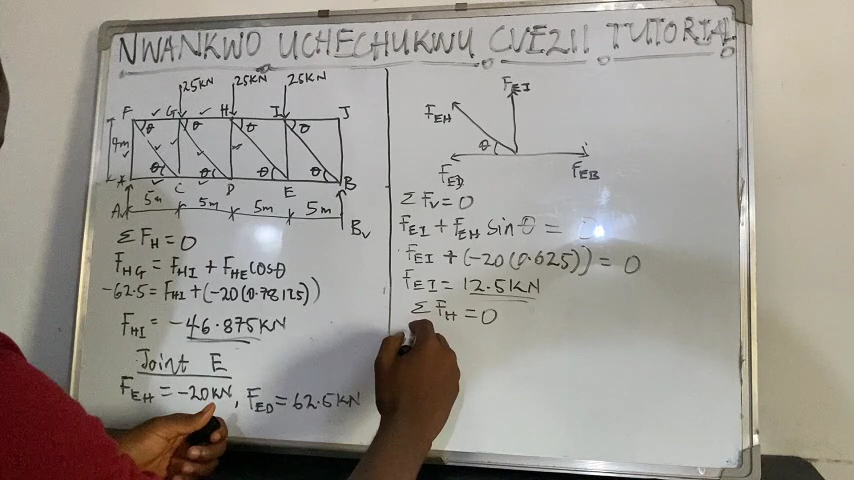 NWANKWO UCHECHUKWU CVE211 TUTORIAL
25KN 25KN 25KN
F G H I J
θ θ θ θ
4m
θ θ θ θ
A C D E B
5m 5m 5m 5m
A Bv
ΣFH = 0
FHG = FHI + FHE cosθ
-62.5 = FHI + (-20(0.78125))
FHI = -46.875KN
Joint E
FEH = -20KN, FED = 62.5KN
FEI
FEH
θ
FED FEB
ΣFv = 0
FEI + FEH sinθ = 0
FEI + (-20(0.625)) = 0
FEI = 12.5KN
ΣFH = 0